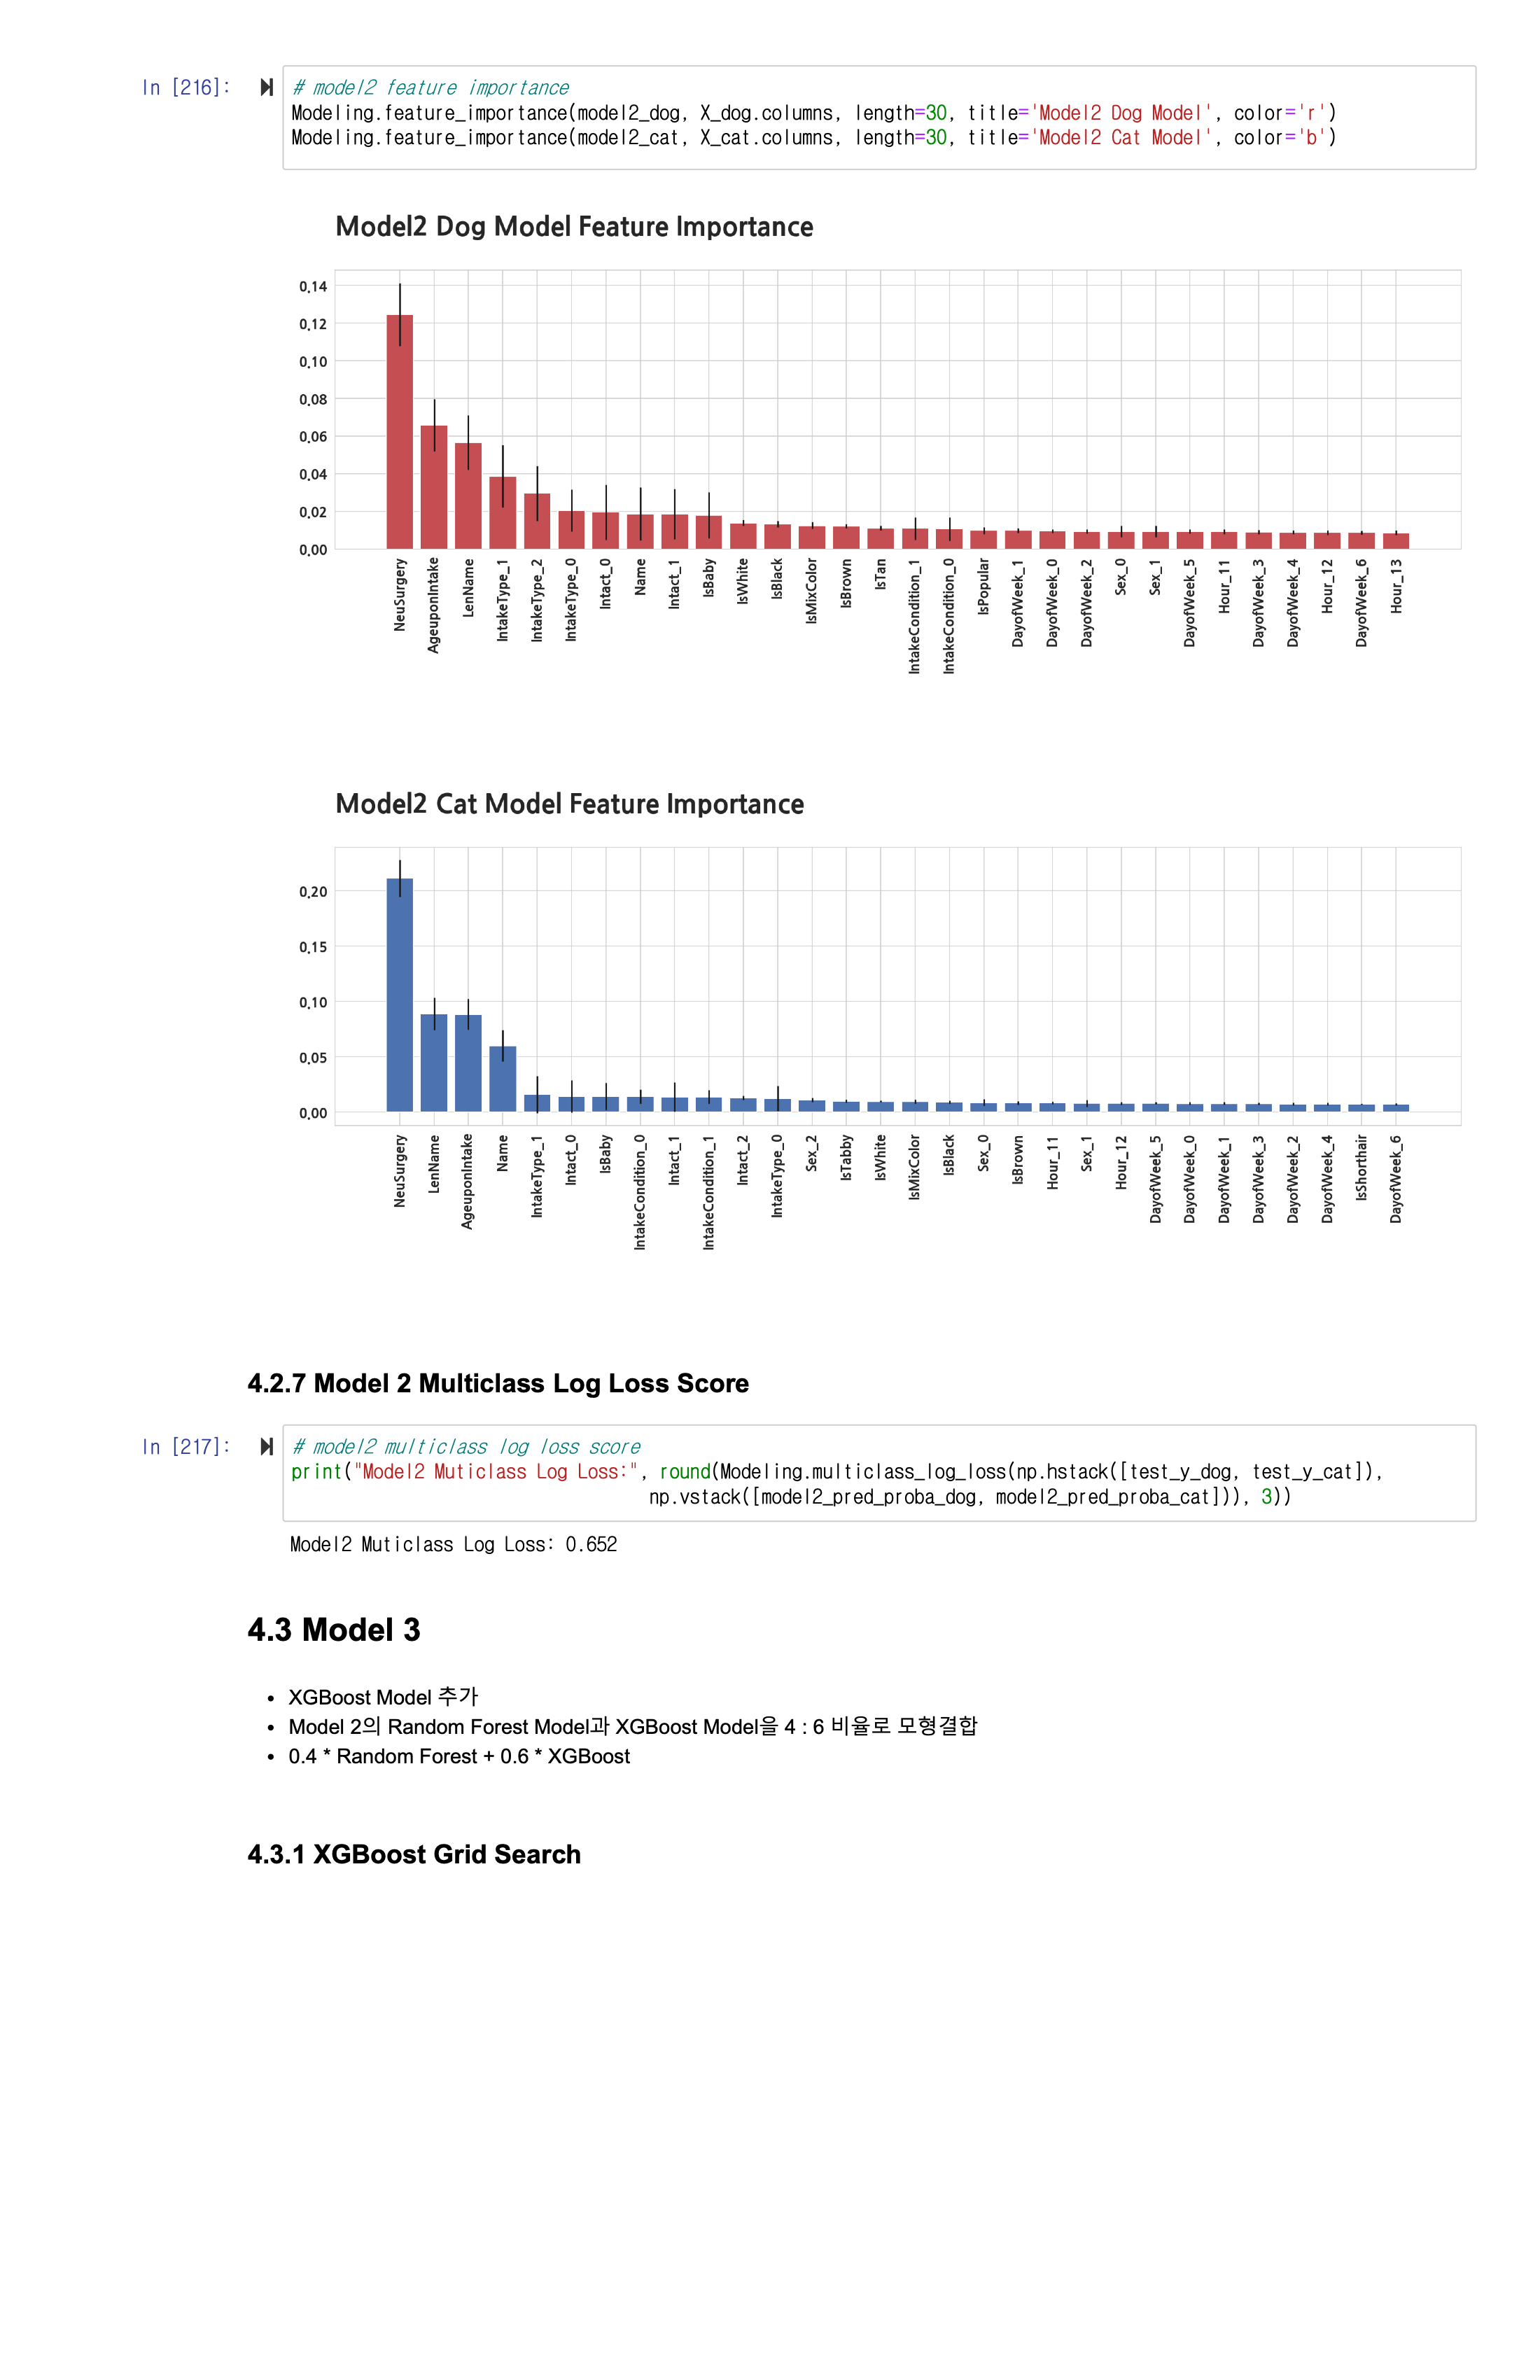 In [216]:
# model2 feature importance
Modeling.feature_importance(model2_dog, X_dog.columns, length=30, title='Model2 Dog Model', color='r')
Modeling.feature_importance(model2_cat, X_cat.columns, length=30, title='Model2 Cat Model', color='b')
Model2 Dog Model Feature Importance
0.14
0.12
0.10
0.08
0.06
0.04
0.02
0.00
NeuSurgery
AgeuponIntake
LenName
IntakeType_1
IntakeType_2
IntakeType_0
Intact_0
Name
Intact_1
IsBaby
IsWhite
IsBlack
IsMixColor
IsBrown
IsTan
IntakeCondition_1
IntakeCondition_0
IsPopular
DayofWeek_1
DayofWeek_0
DayofWeek_2
Sex_0
Sex_1
DayofWeek_5
Hour_11
DayofWeek_3
DayofWeek_4
Hour_12
DayofWeek_6
Hour_13
Model2 Cat Model Feature Importance
0.20
0.15
0.10
0.05
0.00
NeuSurgery
LenName
AgeuponIntake
Name
IntakeType_1
Intact_0
IsBaby
IntakeCondition_0
Intact_1
IntakeCondition_1
Intact_2
IntakeType_0
Sex_2
IsTabby
IsWhite
IsMixColor
IsBlack
Sex_0
IsBrown
Hour_11
Sex_1
Hour_12
DayofWeek_5
DayofWeek_0
DayofWeek_1
DayofWeek_3
DayofWeek_2
DayofWeek_4
IsShorthair
DayofWeek_6
4.2.7 Model 2 Multiclass Log Loss Score
In [217]:
# model2 multiclass log loss score
print("Model2 Muticlass Log Loss:", round(Modeling.multiclass_log_loss(np.hstack([test_y_dog, test_y_cat]),
np.vstack([model2_pred_proba_dog, model2_pred_proba_cat])), 3))
Model2 Muticlass Log Loss: 0.652
4.3 Model 3
• XGBoost Model 추가
• Model 2의 Random Forest Model과 XGBoost Model을 4 : 6 비율로 모형결합
• 0.4 * Random Forest + 0.6 * XGBoost
4.3.1 XGBoost Grid Search